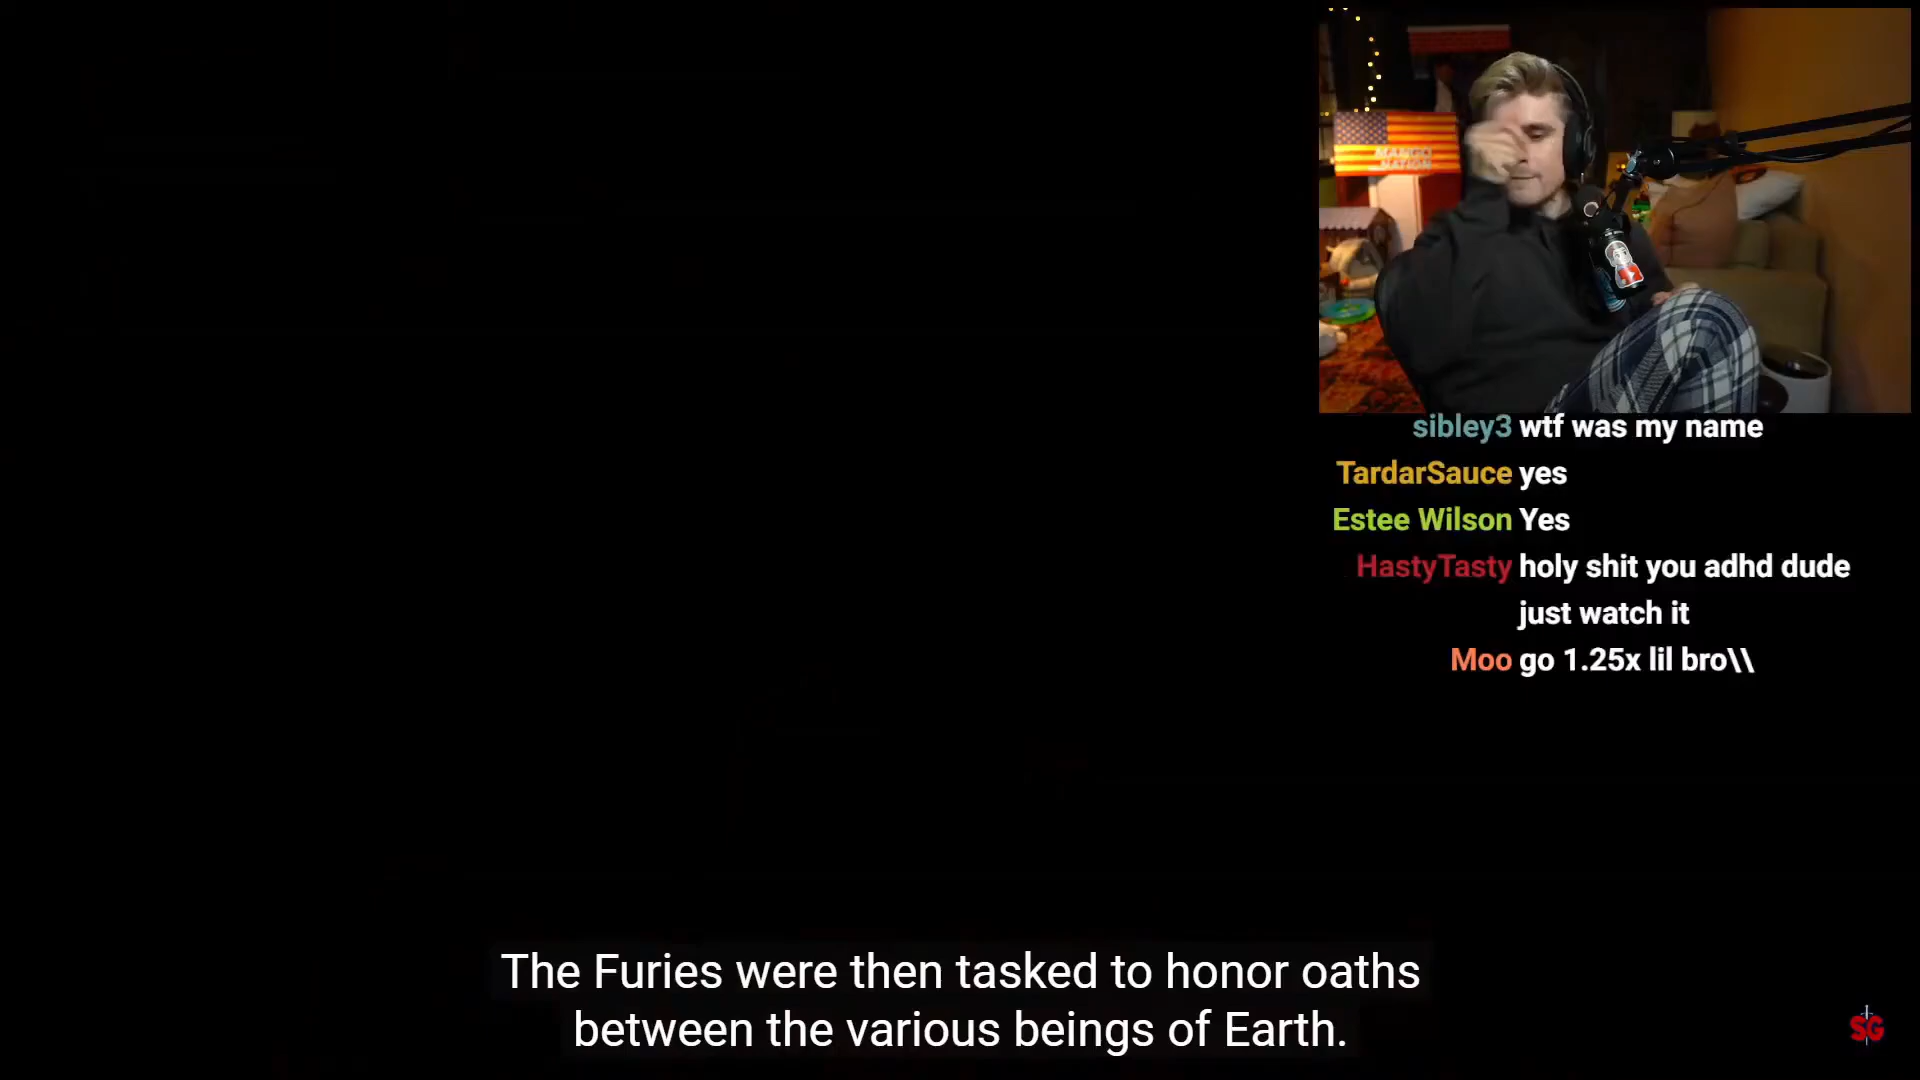 MANGO
NATION
sibley3 wtf was my name
TardarSauce yes
Estee Wilson Yes
HastyTasty holy shit you adhd dude
just watch it
Moo go 1.25x lil bro\\
The Furies were then tasked to honor oaths
between the various beings of Earth.
SG